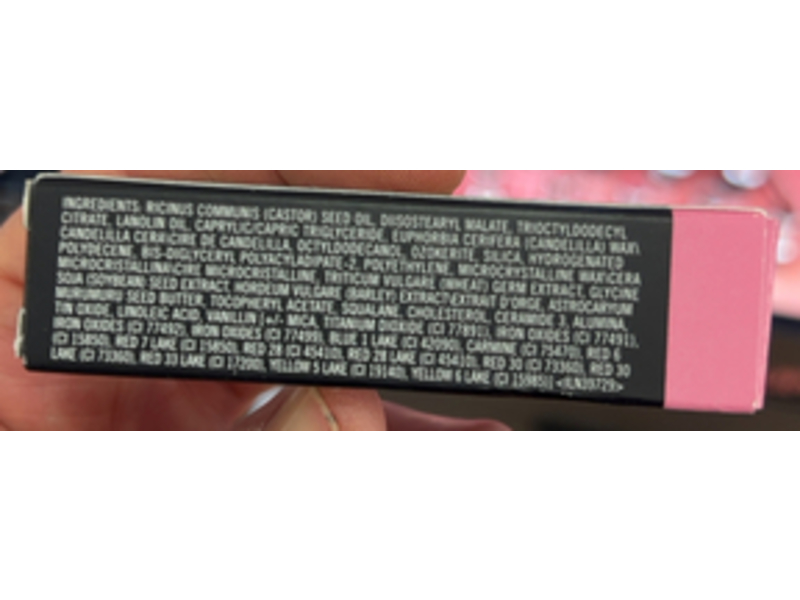 INGREDIENTS: RICINUS COMMUNIS (CASTOR) SEED OIL, DIISOSTEARYL MALATE, TRIOCTYLDODECYL
CITRATE, LANOLIN OIL, CAPRYLIC/CAPRIC TRIGLYCERIDE, EUPHORBIA CERIFERA (CANDELILLA) WAX\
CANDELILLA CERA\CIRE DE CANDELILLA, OCTYLDODECANOL, OZOKERITE, SILICA, HYDROGENATED
POLYDECENE, BIS-DIGLYCERYL POLYACYLADIPATE-2, POLYETHYLENE, MICROCRYSTALLINE WAX\CERA
MICROCRISTALLINA\CIRE MICROCRYSTALLINE, TRITICUM VULGARE (WHEAT) GERM EXTRACT, GLYCINE
SOJA (SOYBEAN) SEED EXTRACT, HORDEUM VULGARE (BARLEY) EXTRACT\EXTRAIT D'ORGE, ASTROCARYUM
MURUMURU SEED BUTTER, TOCOPHERYL ACETATE, SQUALANE, CHOLESTEROL, CERAMIDE 3, ALUMINA,
TIN OXIDE, LINOLEIC ACID, VANILLIN [+/- MICA, TITANIUM DIOXIDE (CI 77891), IRON OXIDES (CI 77491),
IRON OXIDES (CI 77492), IRON OXIDES (CI 77499), BLUE 1 LAKE (CI 42090), CARMINE (CI 75470), RED 6
(CI 15850), RED 7 LAKE (CI 15850), RED 28 (CI 45410), RED 28 LAKE (CI 45410), RED 30 (CI 73360), RED 30
LAKE (CI 73360), RED 33 LAKE (CI 17200), YELLOW 5 LAKE (CI 19140), YELLOW 6 LAKE (CI 15985)] <ILN39729>